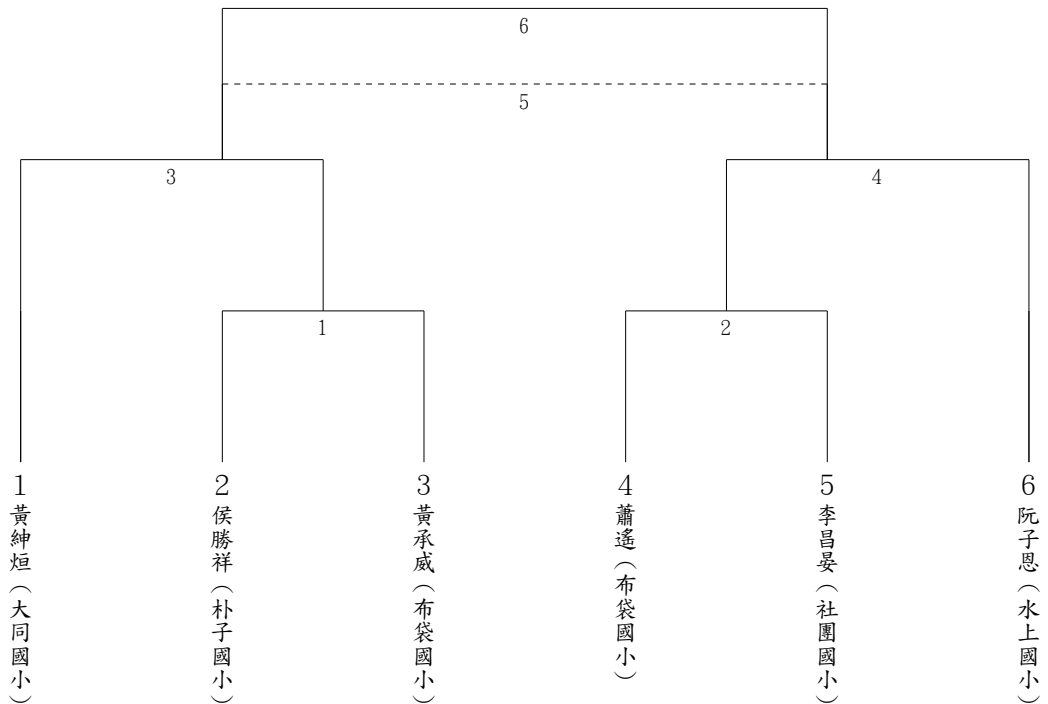 6
5
3
4
1
2
1 黃紳烜（大同國小）
2 侯勝祥（朴子國小）
3 黃承威（布袋國小）
4 蕭遙（布袋國小）
5 李昌晏（社團國小）
6 阮子恩（水上國小）